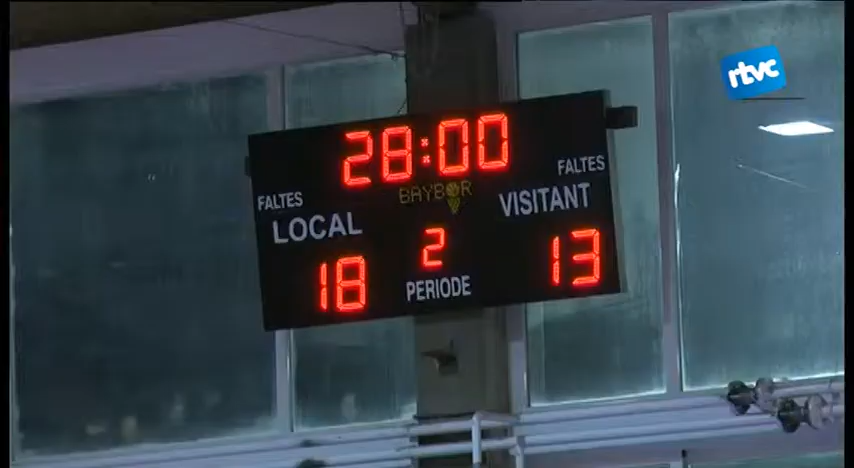 rtvc
28:00
FALTES
BAYBOR
FALTES
LOCAL
VISITANT
18
2
13
PERIODE